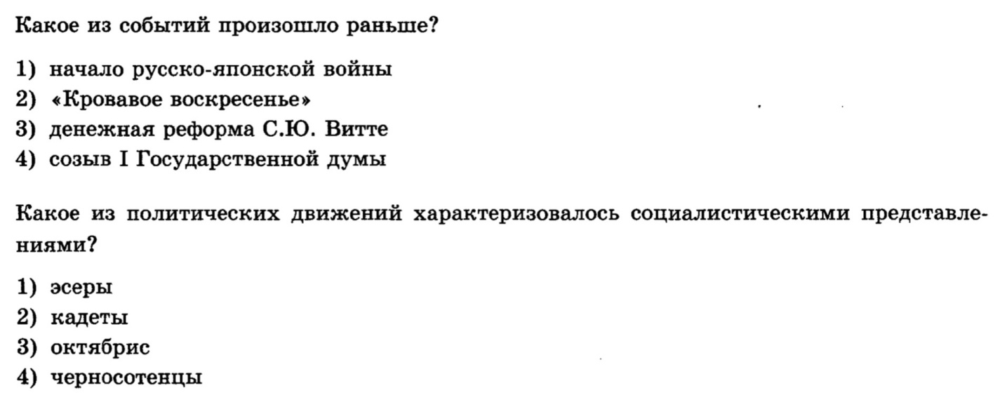 Какое из событий произошло раньше?
1) начало русско-японской войны
2) «Кровавое воскресенье»
3) денежная реформа С.Ю. Витте
4) созыв I Государственной думы
Какое из политических движений характеризовалось социалистическими представле-
ниями?
1) эсеры
2) кадеты
3) октябрис
4) черносотенцы